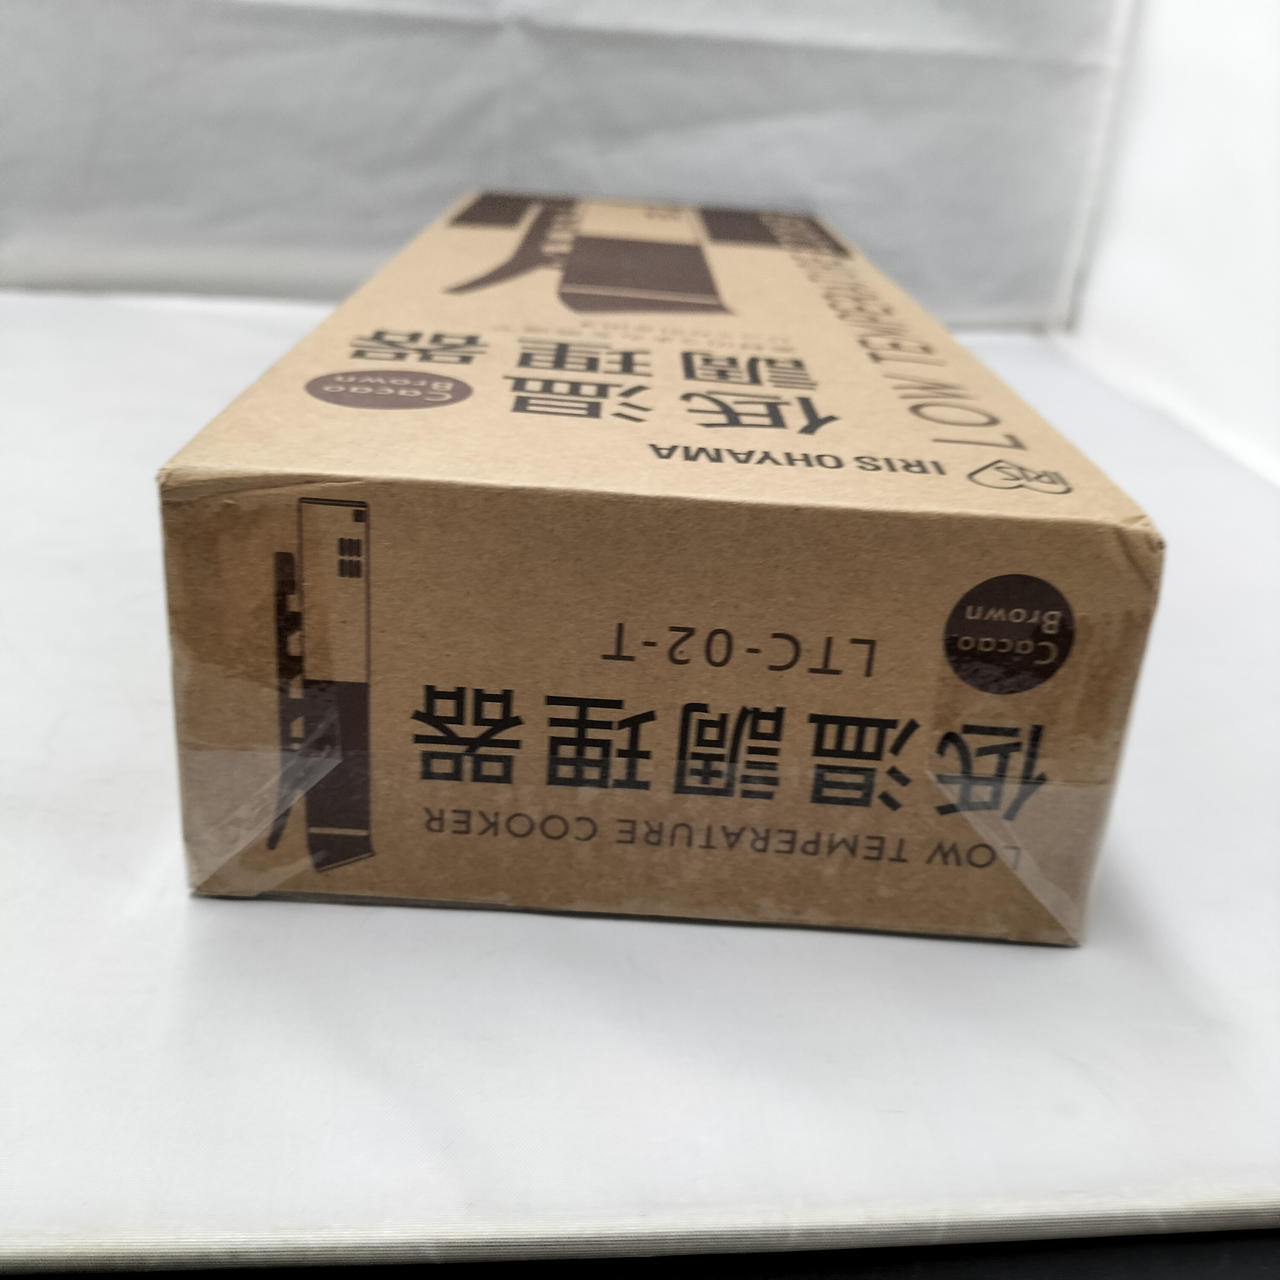 IRIS
IRIS OHYAMA
LOW TEMPERATURE
低温
調理
器
Cacao
Brown
LOW TEMPERATURE COOKER
低温調理器
LTC-02-T
Cacao
Brown